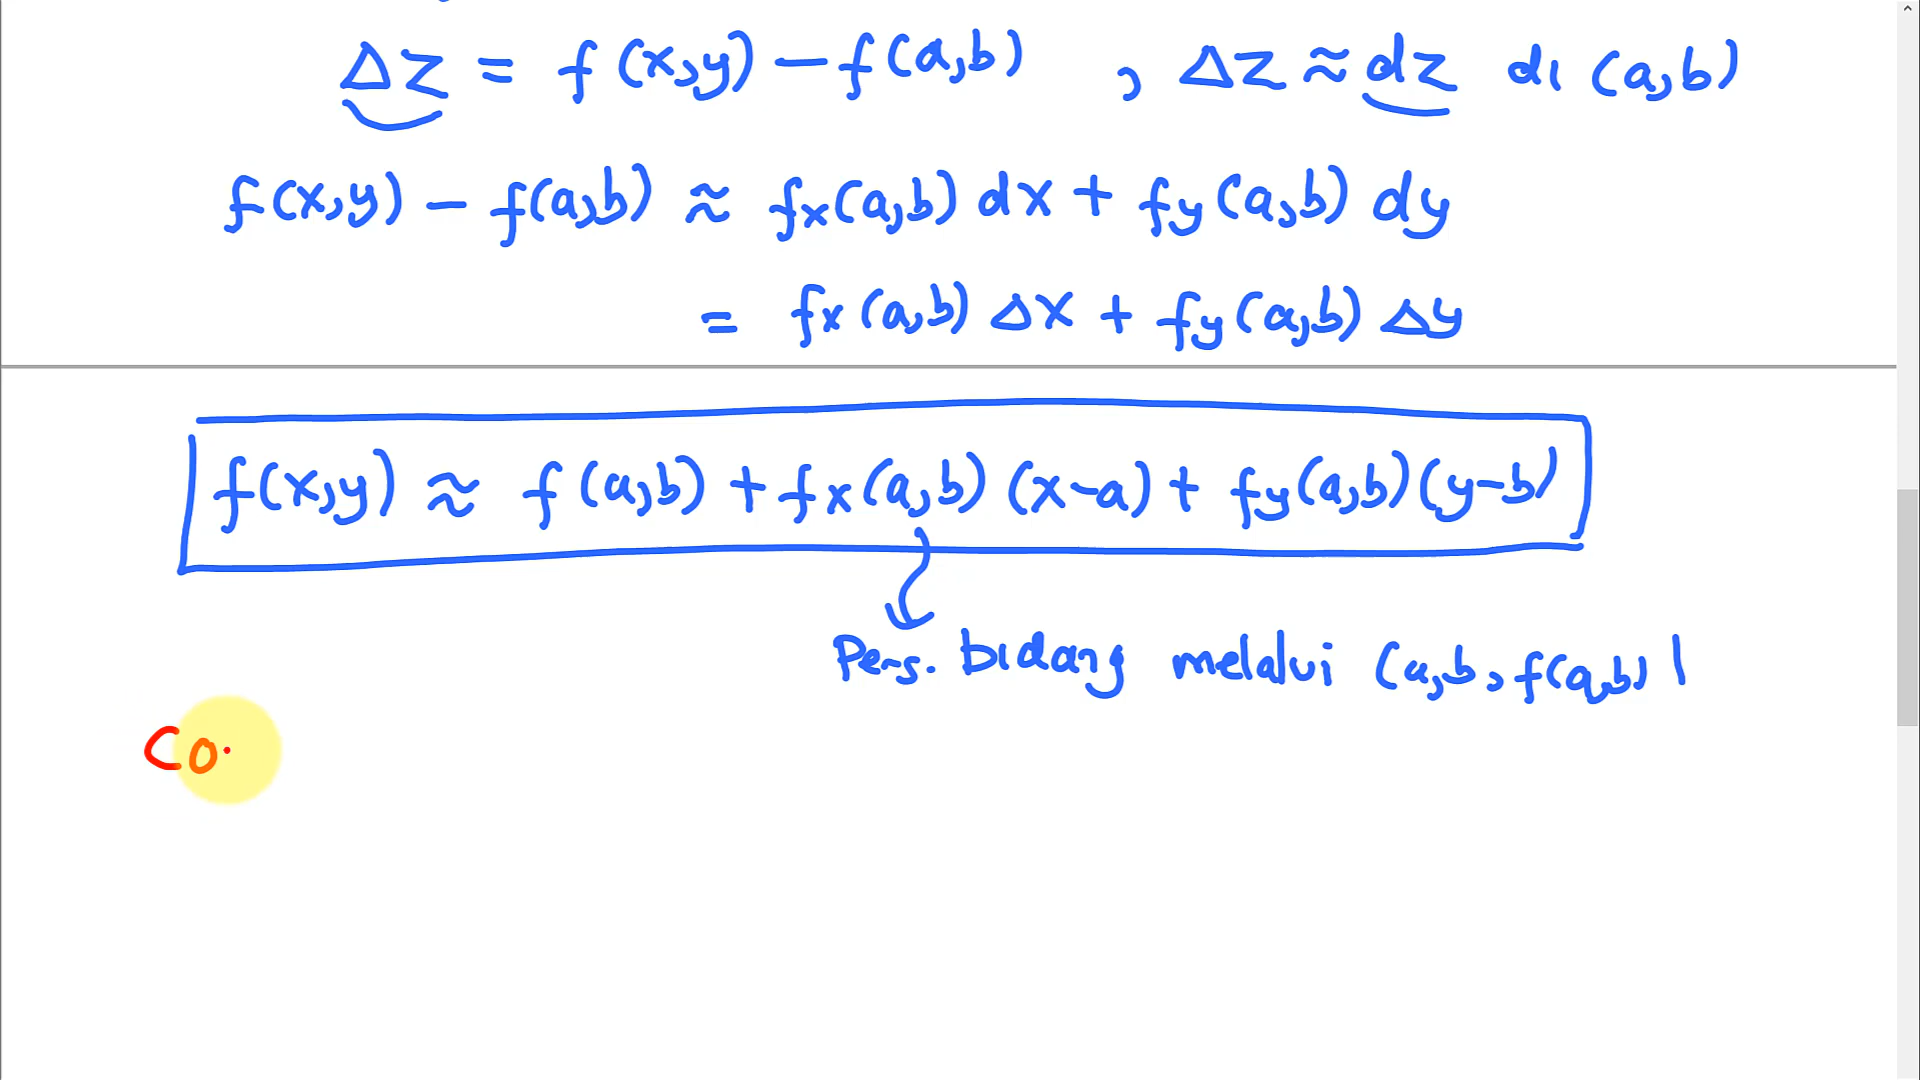 Δz = f(x,y) - f(a,b) , Δz ≈ dz di (a,b)
f(x,y) - f(a,b) ≈ fx(a,b) dx + fy(a,b) dy
= fx(a,b) Δx + fy(a,b) Δy
f(x,y) ≈ f(a,b) + fx(a,b)(x-a) + fy(a,b)(y-b)
Pers. bidang melalui (a,b,f(a,b))
Co